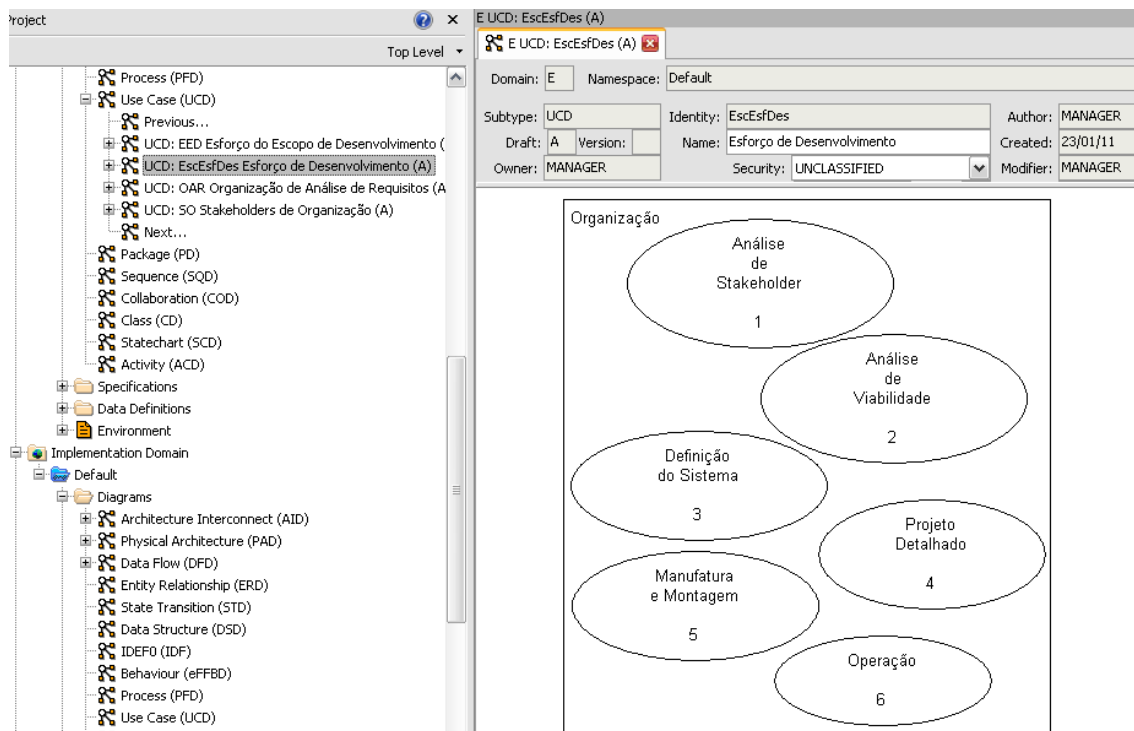 Project
Top Level
Process (PFD)
Use Case (UCD)
Previous...
UCD: EED Esforço do Escopo de Desenvolvimento (
UCD: EscEsfDes Esforço de Desenvolvimento (A)
UCD: OAR Organização de Análise de Requisitos (A
UCD: SO Stakeholders de Organização (A)
Next...
Package (PD)
Sequence (SQD)
Collaboration (COD)
Class (CD)
Statechart (SCD)
Activity (ACD)
Specifications
Data Definitions
Environment
Implementation Domain
Default
Diagrams
Architecture Interconnect (AID)
Physical Architecture (PAD)
Data Flow (DFD)
Entity Relationship (ERD)
State Transition (STD)
Data Structure (DSD)
IDEF0 (IDF)
Behaviour (eFFBD)
Process (PFD)
Use Case (UCD)
E UCD: EscEsfDes (A)
E UCD: EscEsfDes (A)
Domain: E Namespace: Default
Subtype: UCD Identity: EscEsfDes Author: MANAGER
Draft: A Version: Name: Esforço de Desenvolvimento Created: 23/01/11
Owner: MANAGER Security: UNCLASSIFIED Modifier: MANAGER
Organização
Análise
de
Stakeholder
1
Análise
de
Viabilidade
2
Definição
do Sistema
3
Projeto
Detalhado
4
Manufatura
e Montagem
5
Operação
6